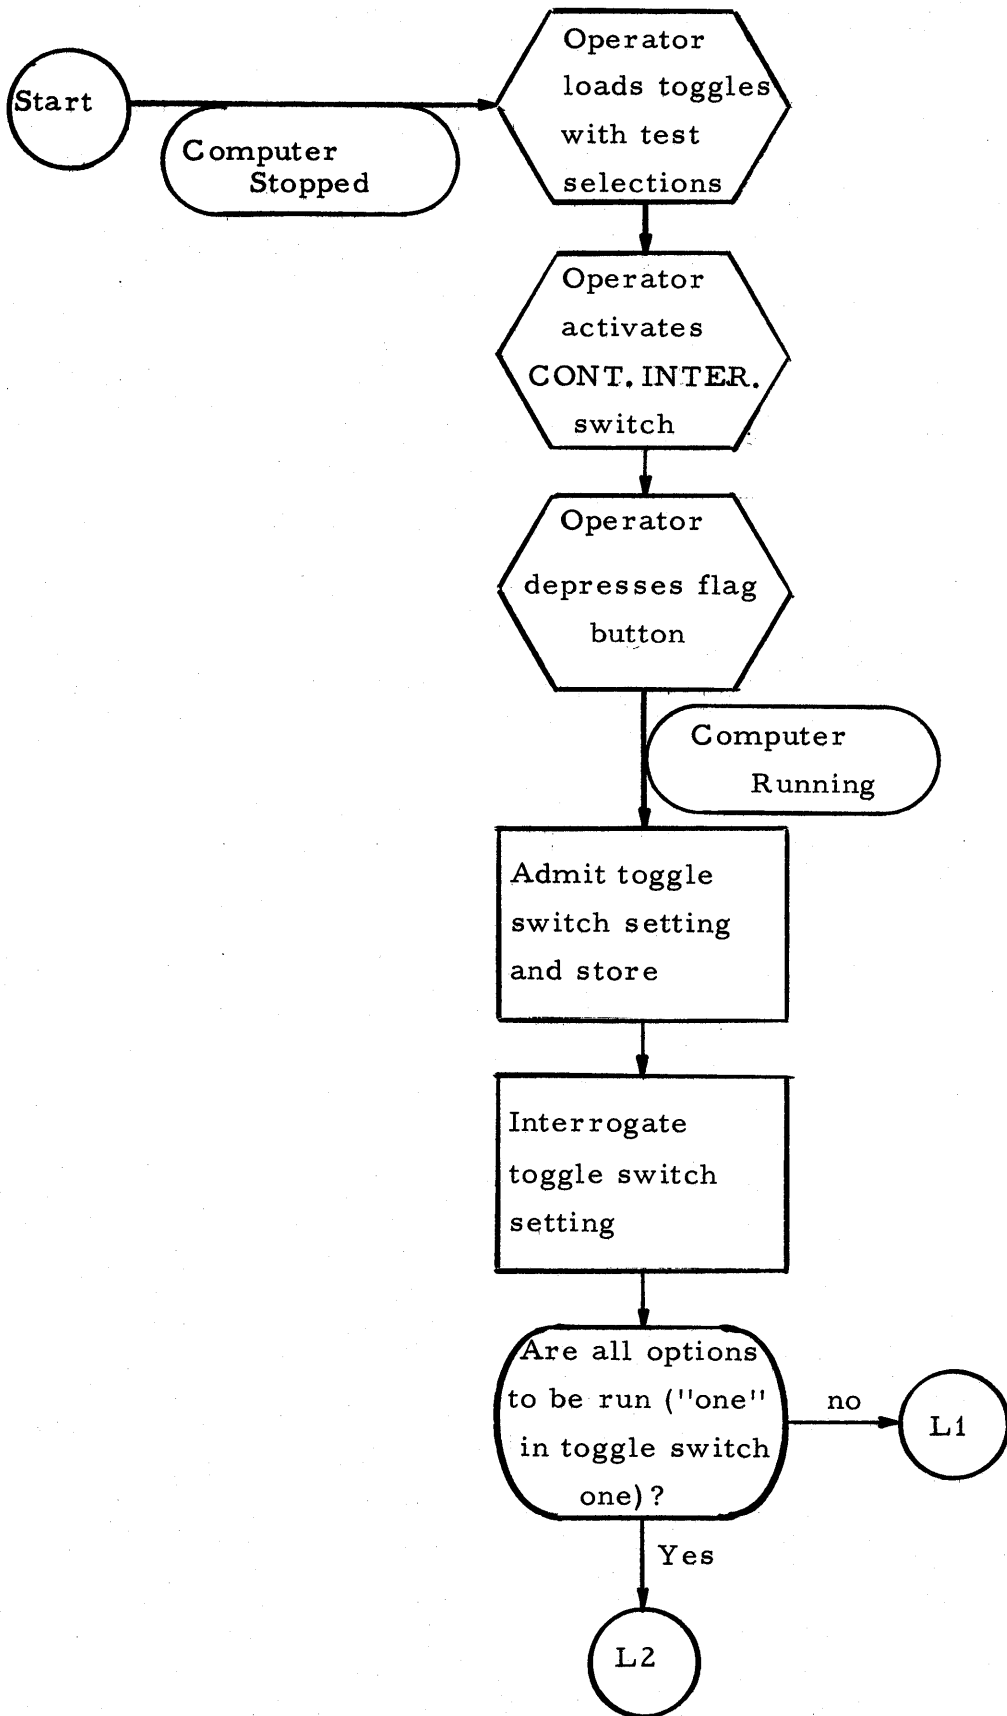 Start
Computer
Stopped
Operator
loads toggles
with test
selections
Operator
activates
CONT. INTER.
switch
Operator
depresses flag
button
Computer
Running
Admit toggle
switch setting
and store
Interrogate
toggle switch
setting
Are all options
to be run ("one"
in toggle switch
one)?
no
L1
Yes
L2